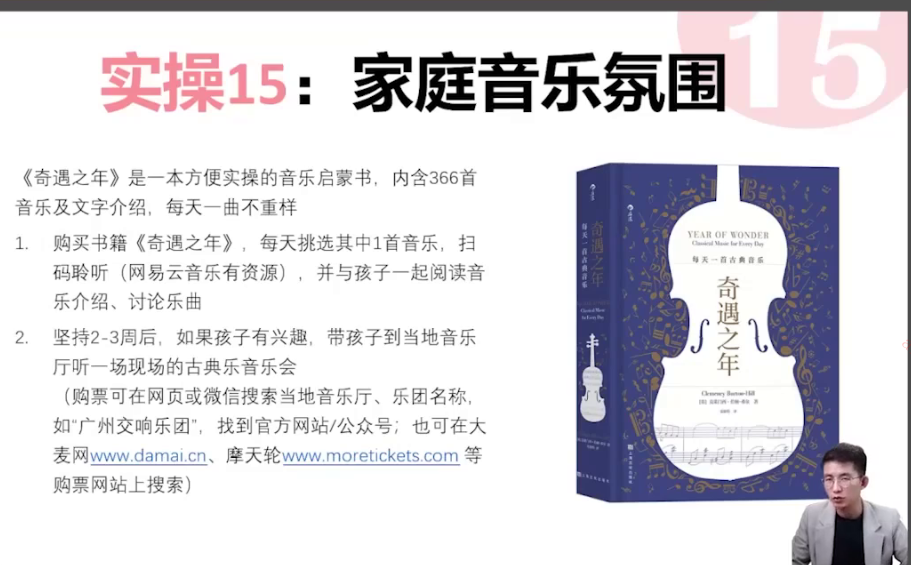 15
实操15：家庭音乐氛围
《奇遇之年》是一本方便实操的音乐启蒙书，内含366首
音乐及文字介绍，每天一曲不重样
1. 购买书籍《奇遇之年》，每天挑选其中1首音乐，扫
码聆听（网易云音乐有资源），并与孩子一起阅读音
乐介绍、讨论乐曲
2. 坚持2-3周后，如果孩子有兴趣，带孩子到当地音乐
厅听一场现场的古典乐音乐会
（购票可在网页或微信搜索当地音乐厅、乐团名称，
如“广州交响乐团”，找到官方网站/公众号；也可在大
麦网www.damai.cn、摩天轮www.moretickets.com 等
购票网站上搜索）
奇遇之年
每天一首古典音乐
Classical Music
for Every Day
YEAR OF WONDER
Classical Music for Every Day
每天一首古典音乐
奇遇之年
Clemency Burton-Hill